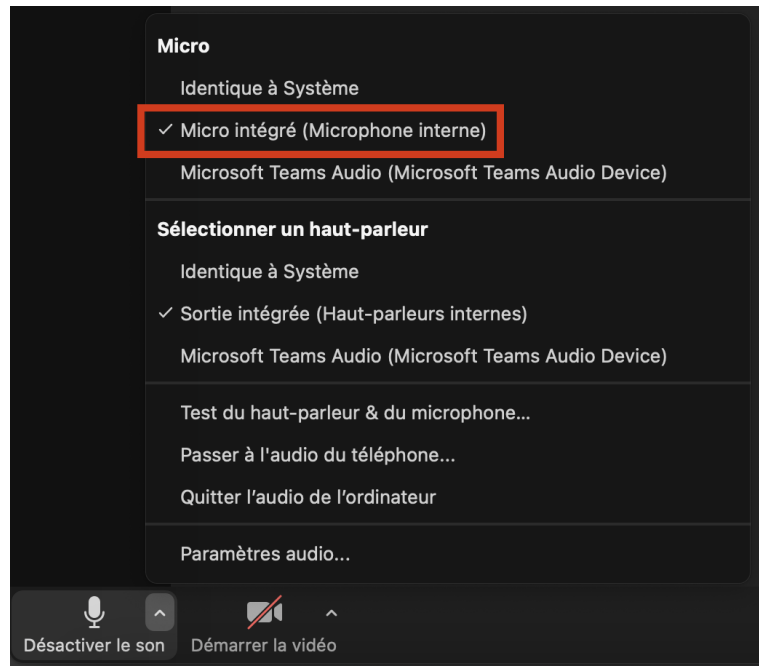 Micro
Identique à Système
✓ Micro intégré (Microphone interne)
Microsoft Teams Audio (Microsoft Teams Audio Device)
Sélectionner un haut-parleur
Identique à Système
✓ Sortie intégrée (Haut-parleurs internes)
Microsoft Teams Audio (Microsoft Teams Audio Device)
Test du haut-parleur & du microphone...
Passer à l'audio du téléphone...
Quitter l’audio de l’ordinateur
Paramètres audio...
Désactiver le son Démarrer la vidéo